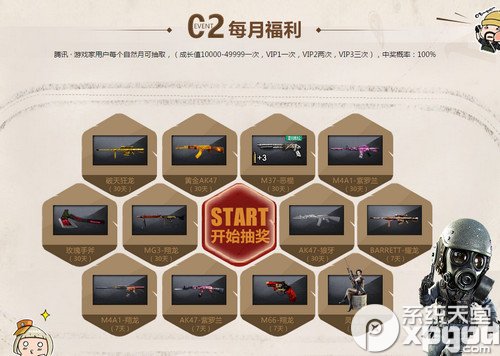 EVENT
02 每月福利
腾讯·游戏家用户每个自然月可抽取，（成长值10000-49999一次，VIP1一次，VIP2两次，VIP3三次），中奖概率：100%
破天狂龙
（30天）
黄金AK47
（30天）
+3
M37-恶魔
（30天）
M4A1-紫罗兰
（30天）
玫瑰手斧
（30天）
MG3-翔龙
（30天）
START
开始抽奖
AK47-狼牙
（30天）
BARRETT-耀龙
（7天）
M4A1-翔龙
（7天）
AK47-紫罗兰
（7天）
M66-翔龙
（7天）
系统天堂
Xpgot
.com